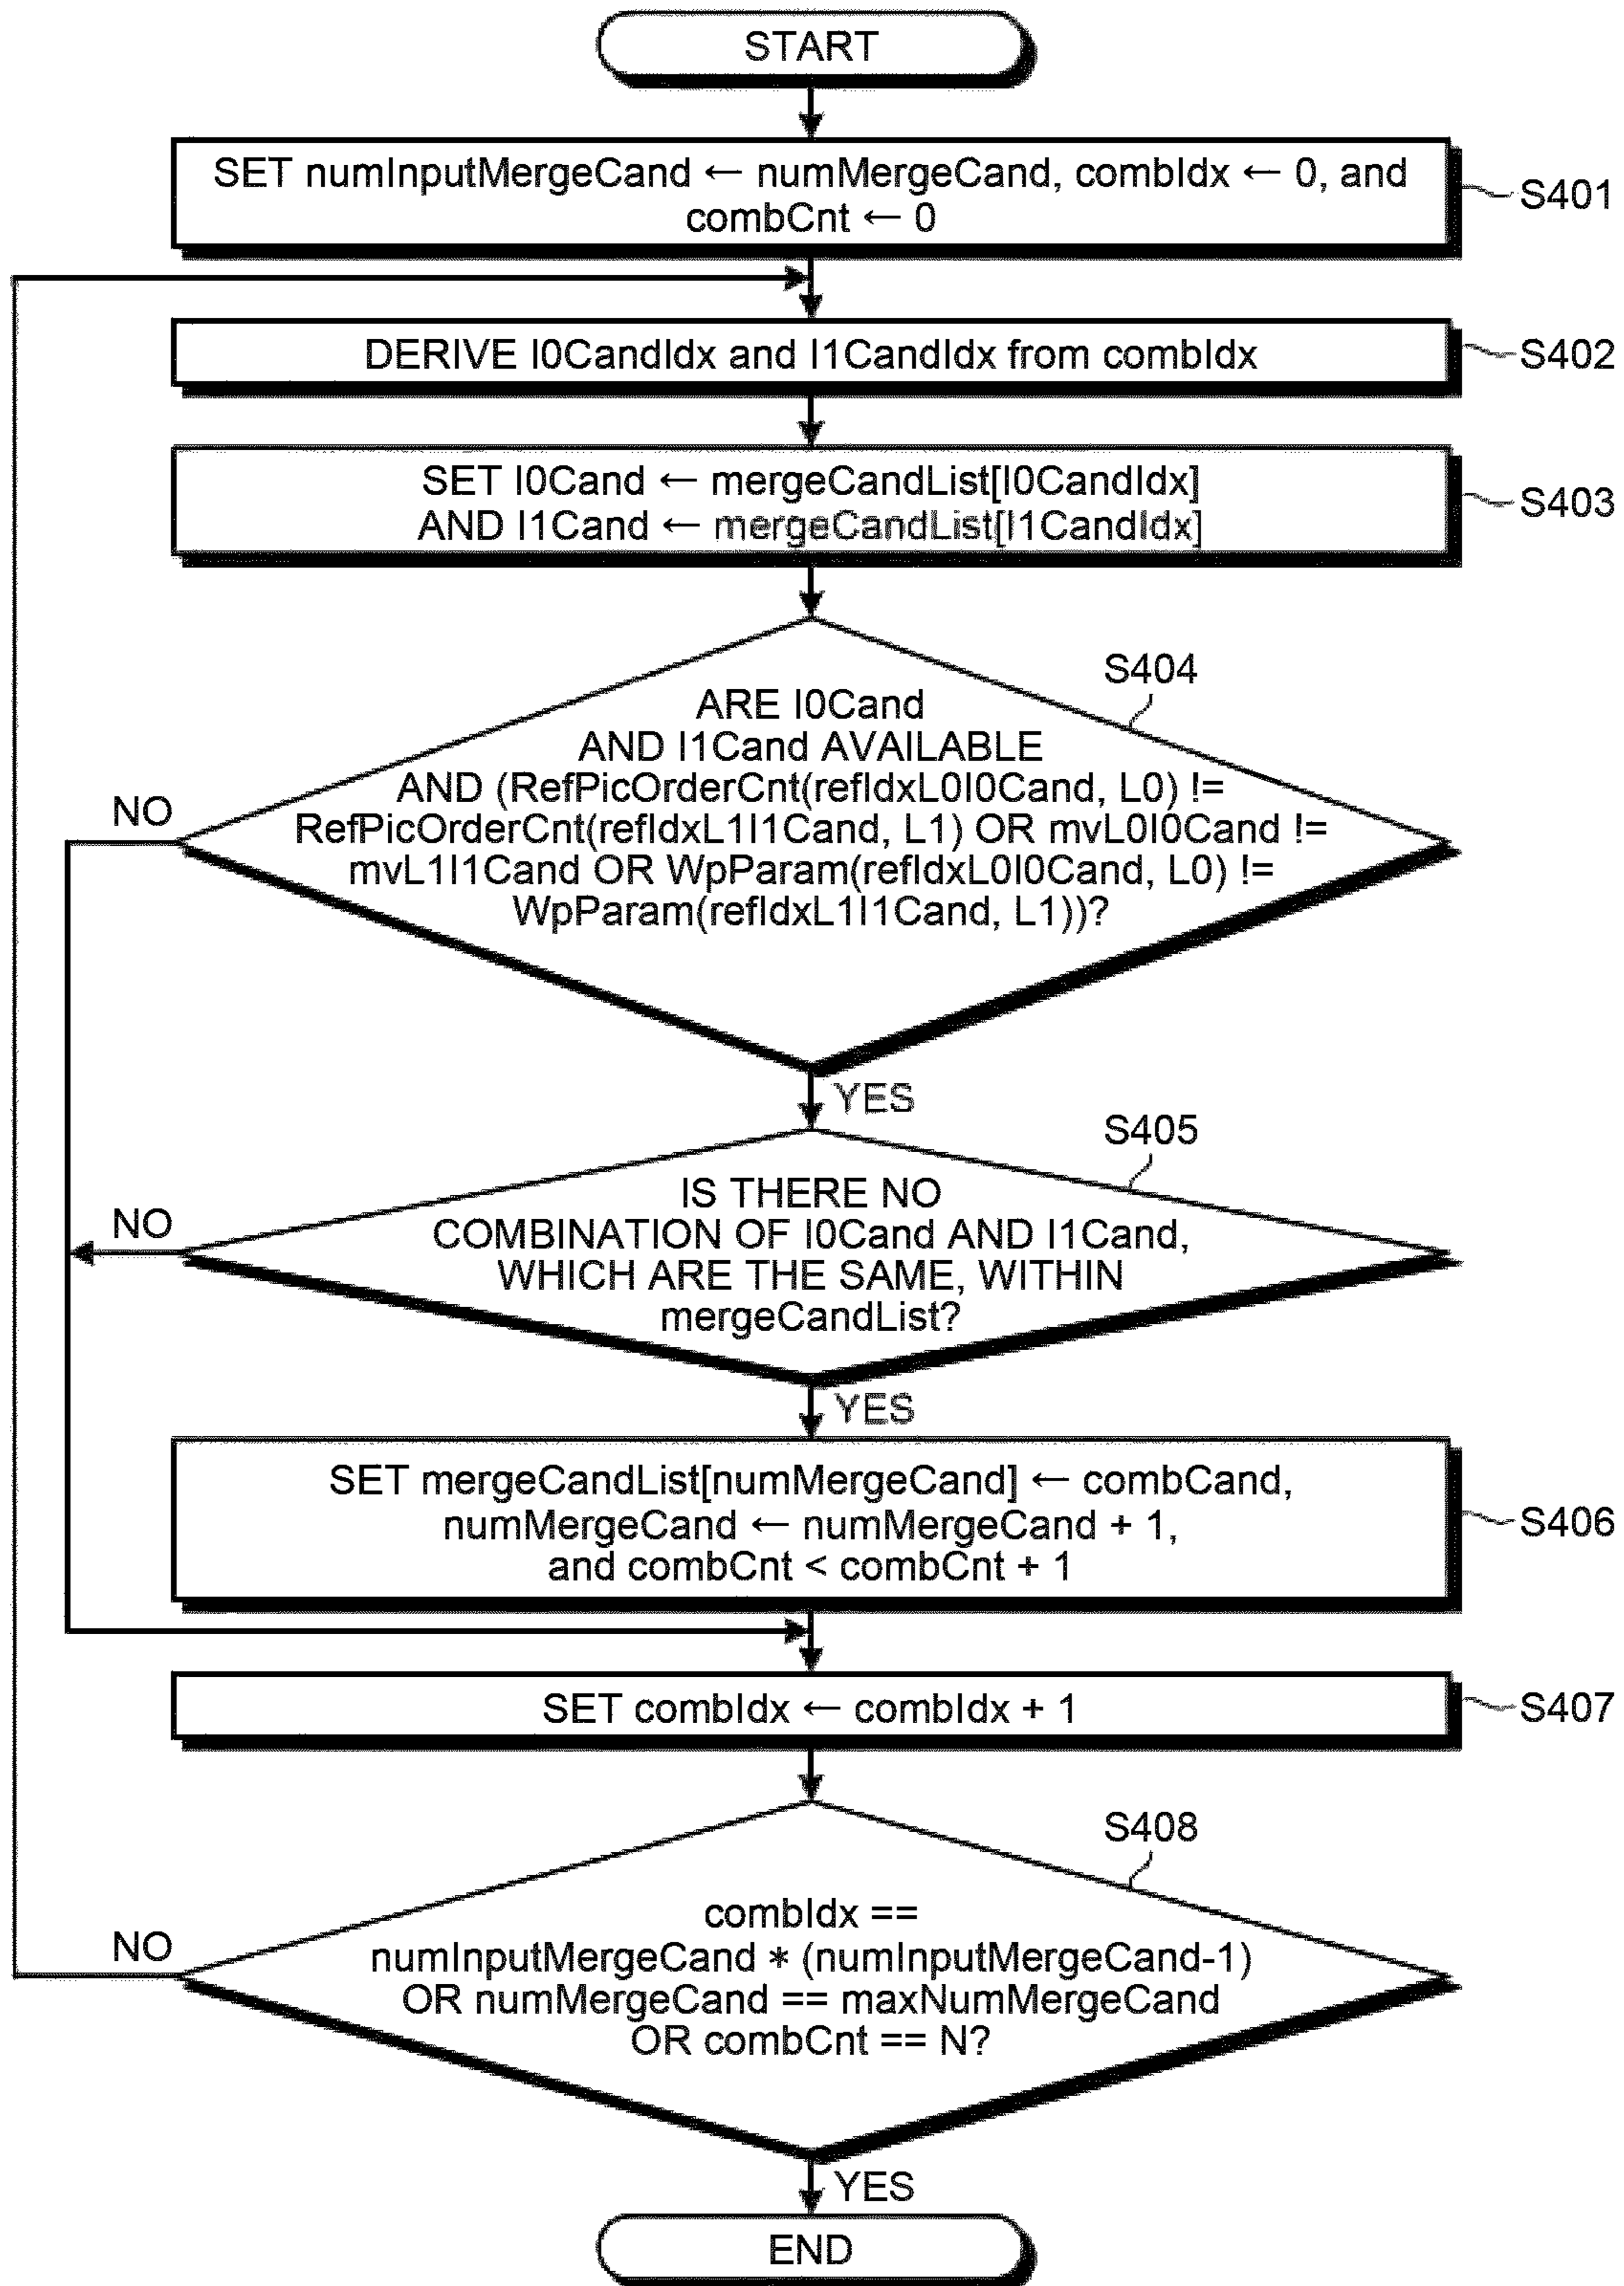 START
SET numInputMergeCand ← numMergeCand, combIdx ← 0, and
combCnt ← 0
S401
DERIVE l0CandIdx and l1CandIdx from combIdx
S402
SET l0Cand ← mergeCandList[l0CandIdx]
AND l1Cand ← mergeCandList[l1CandIdx]
S403
S404
ARE l0Cand
AND l1Cand AVAILABLE
AND (RefPicOrderCnt(refIdxL0l0Cand, L0) !=
RefPicOrderCnt(refIdxL1l1Cand, L1) OR mvL0l0Cand !=
mvL1l1Cand OR WpParam(refIdxL0l0Cand, L0) !=
WpParam(refIdxL1l1Cand, L1))?
NO
YES
S405
IS THERE NO
COMBINATION OF l0Cand AND l1Cand,
WHICH ARE THE SAME, WITHIN
mergeCandList?
NO
YES
SET mergeCandList[numMergeCand] ← combCand,
numMergeCand ← numMergeCand + 1,
and combCnt < combCnt + 1
S406
SET combIdx ← combIdx + 1
S407
S408
combIdx ==
numInputMergeCand * (numInputMergeCand-1)
OR numMergeCand == maxNumMergeCand
OR combCnt == N?
NO
YES
END